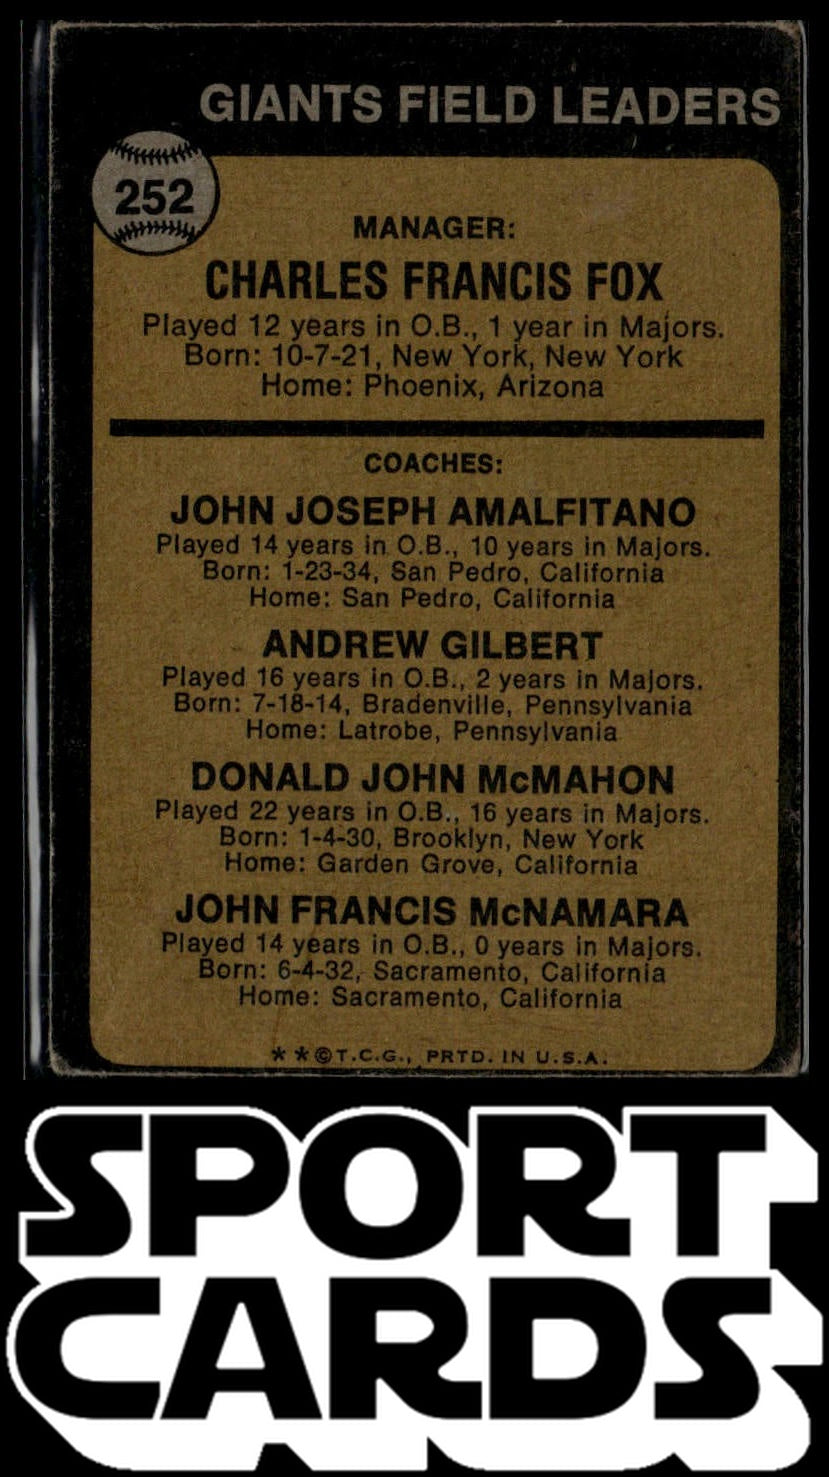 GIANTS FIELD LEADERS
252
MANAGER:
CHARLES FRANCIS FOX
Played 12 years in O.B., 1 year in Majors.
Born: 10-7-21, New York, New York
Home: Phoenix, Arizona
COACHES:
JOHN JOSEPH AMALFITANO
Played 14 years in O.B., 10 years in Majors.
Born: 1-23-34, San Pedro, California
Home: San Pedro, California
ANDREW GILBERT
Played 16 years in O.B., 2 years in Majors.
Born: 7-18-14, Bradenville, Pennsylvania
Home: Latrobe, Pennsylvania
DONALD JOHN McMAHON
Played 22 years in O.B., 16 years in Majors.
Born: 1-4-30, Brooklyn, New York
Home: Garden Grove, California
JOHN FRANCIS McNAMARA
Played 14 years in O.B., 0 years in Majors.
Born: 6-4-32, Sacramento, California
Home: Sacramento, California
* * © T.C.G., PRTD. IN U.S.A.
SPORT
CARDS